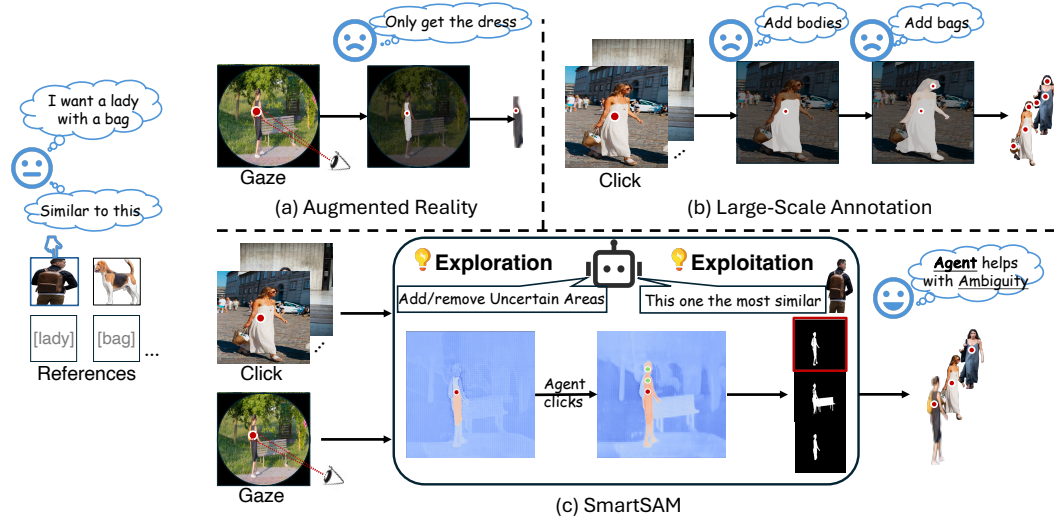 I want a lady
with a bag
Similar to this
[lady]
[bag]
...
References
Only get the dress
Gaze
(a) Augmented Reality
Add bodies
Add bags
...
Click
(b) Large-Scale Annotation
...
Click
Gaze
Exploration
Exploitation
Add/remove Uncertain Areas
This one the most similar
Agent
clicks
Agent helps
with Ambiguity
(c) SmartSAM